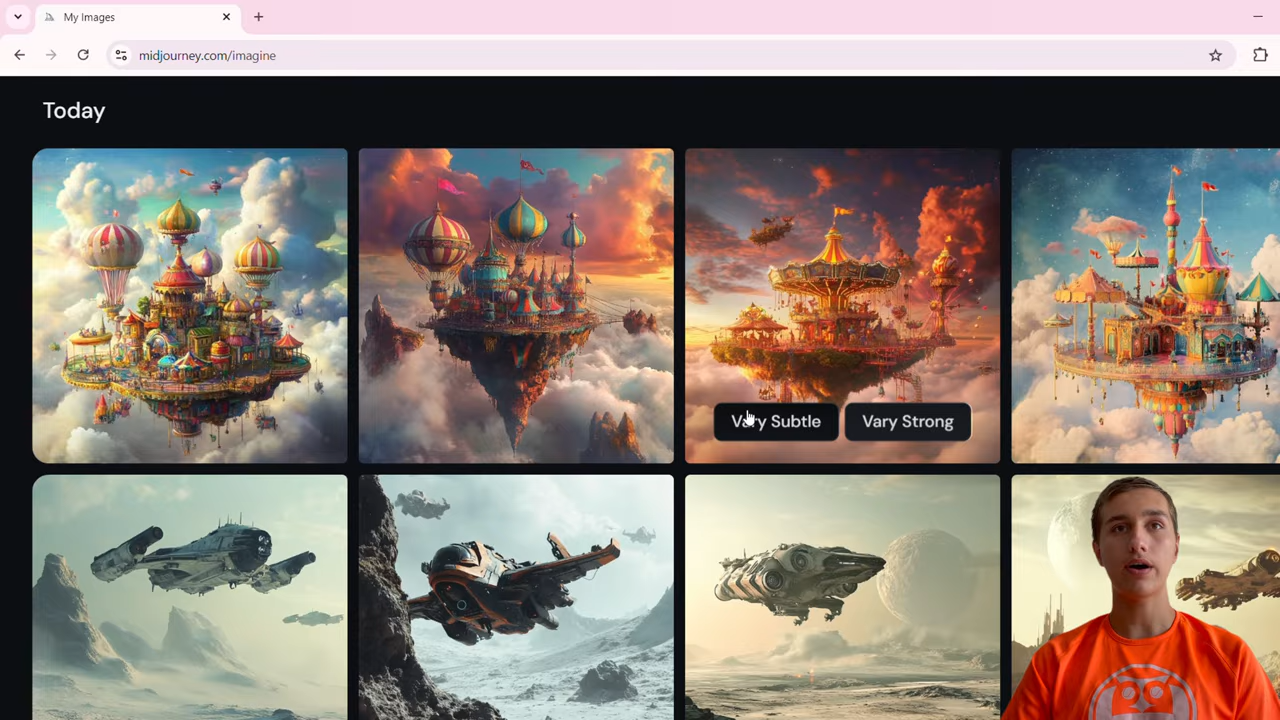 My Images
midjourney.com/imagine
Today
Vary Subtle
Vary Strong